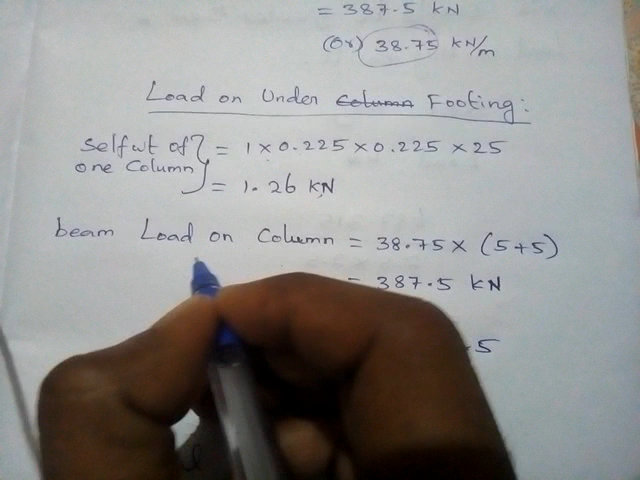 = 387.5 KN
(Or) 38.75 KN/m
Load on Under Column Footing:
Selfwt of } = 1 x 0.225 x 0.225 x 25
one Column } = 1.26 KN
beam Load on Column = 38.75 x (5+5)
= 387.5 KN
.5